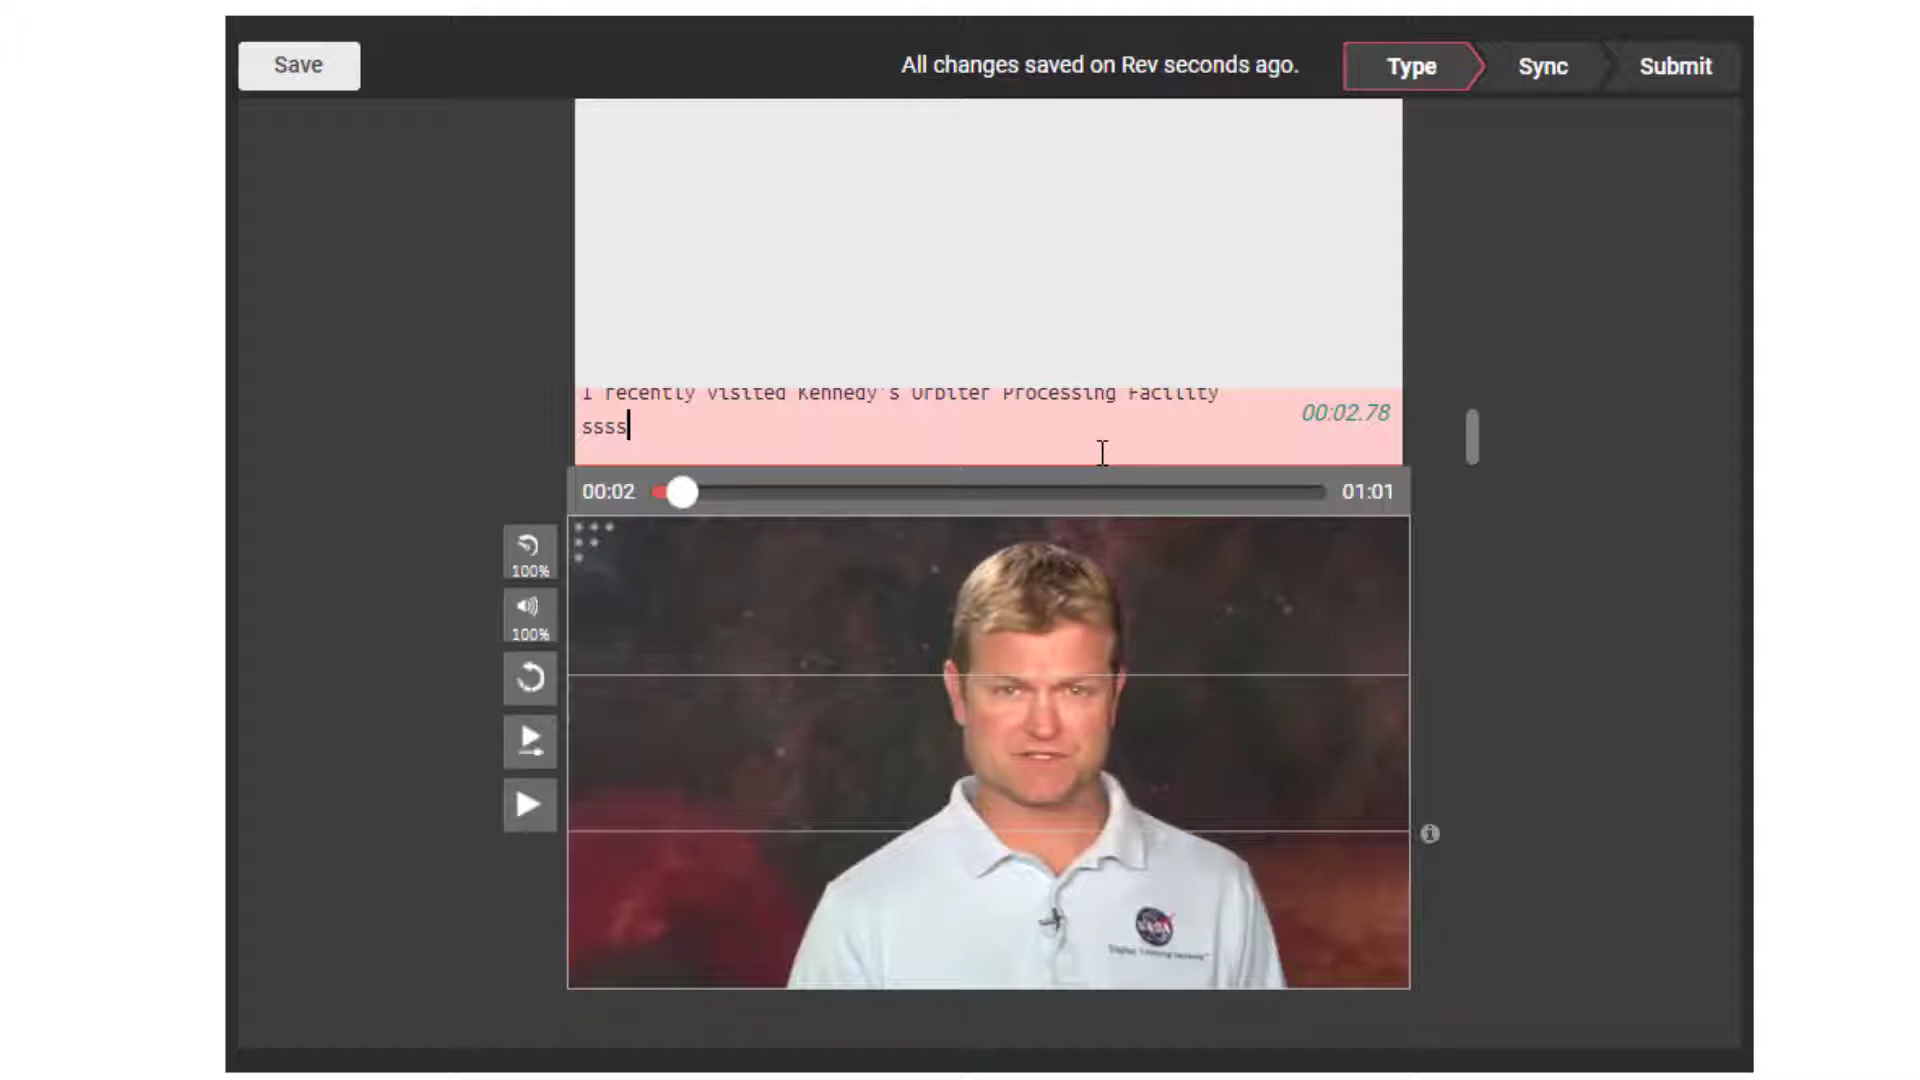 Save
All changes saved on Rev seconds ago.
Type
Sync
Submit
I recently visited Kennedy's Orbiter Processing Facility
ssss
00:02.78
00:02
01:01
100%
100%
NASA